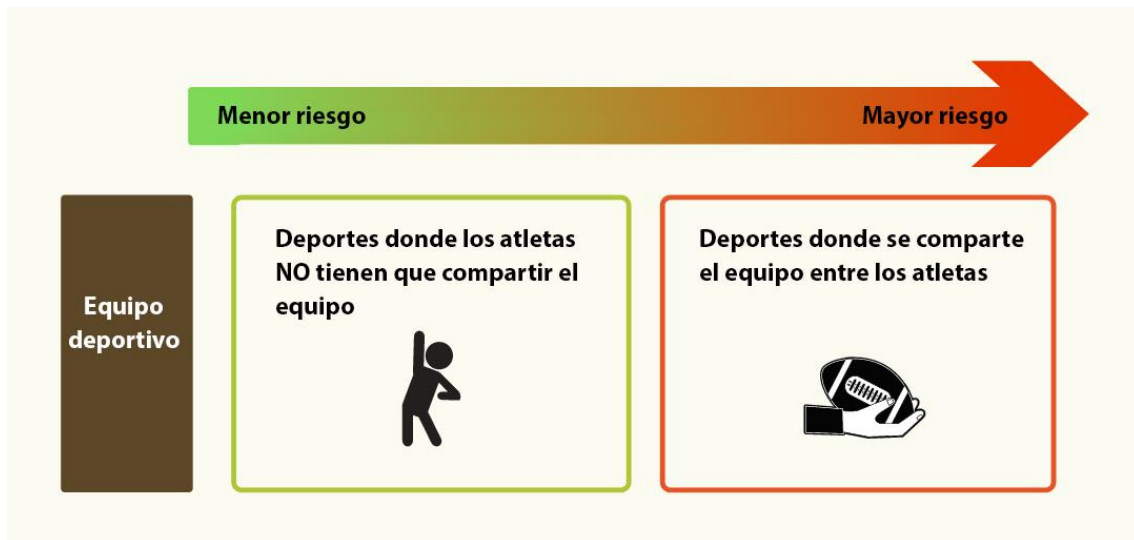 Menor riesgo
Mayor riesgo
Equipo
deportivo
Deportes donde los atletas
NO tienen que compartir el
equipo
Deportes donde se comparte
el equipo entre los atletas